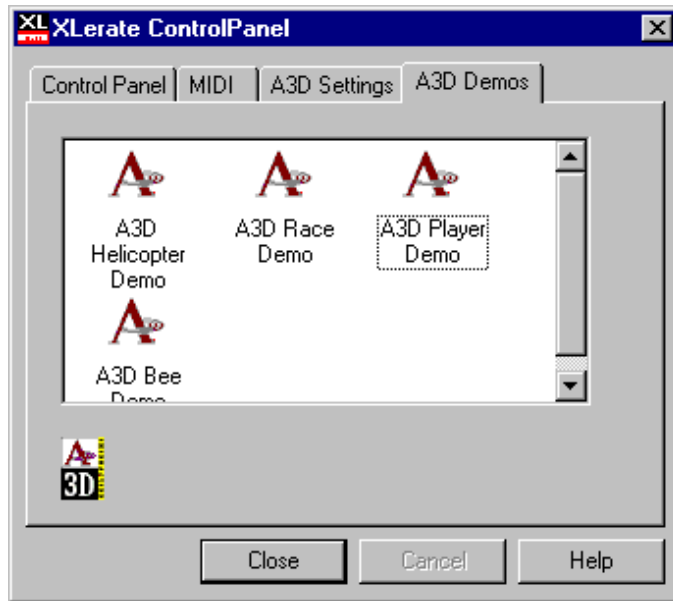 XL XLerate ControlPanel
Control Panel MIDI A3D Settings A3D Demos
A3D
Helicopter
Demo
A3D Race
Demo
A3D Player
Demo
A3D Bee
Demo
3D
Close Cancel Help